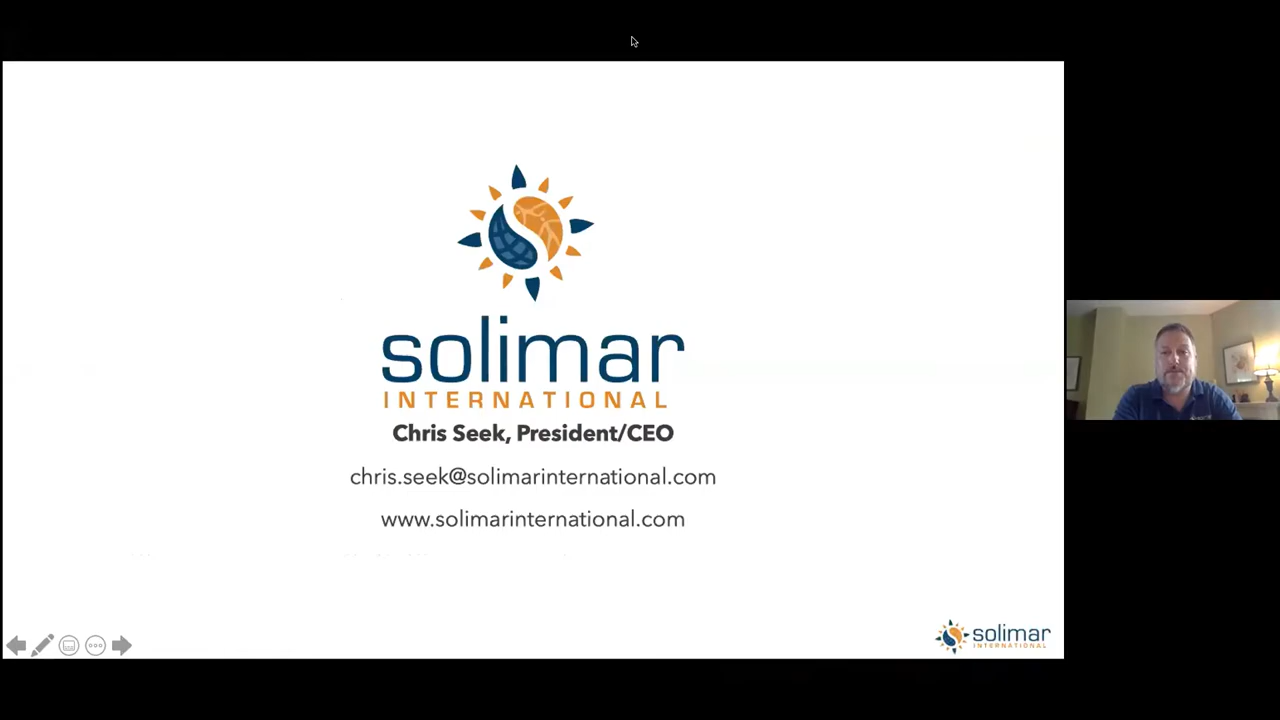 solimar
INTERNATIONAL
Chris Seek, President/CEO
chris.seek@solimarinternational.com
www.solimarinternational.com
solimar
INTERNATIONAL